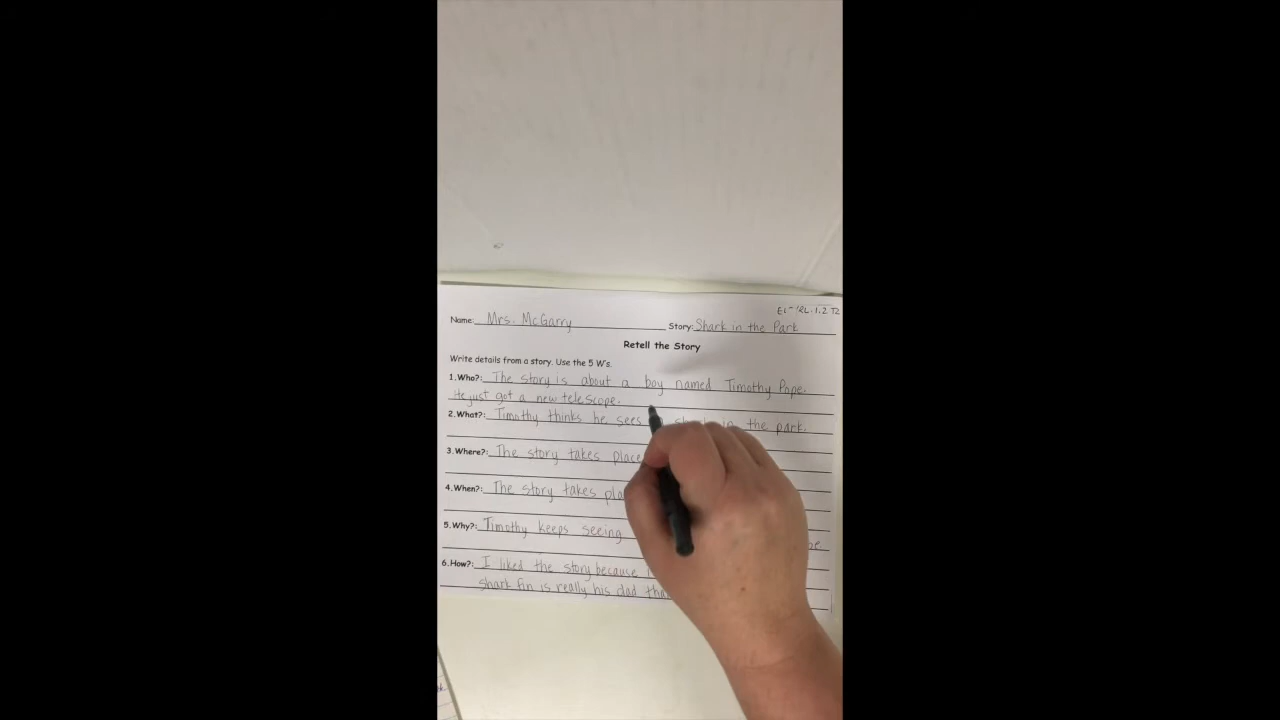 EL-RL.1.2 T2
Name: Mrs. McGarry Story: Shark in the Park
Retell the Story
Write details from a story. Use the 5 W's.
1.Who?: The story is about a boy named Timothy Pope.
He just got a new telescope.
2.What?: Timothy thinks he sees shark in the park.
3.Where?: The story takes place
4.When?: The story takes
5.Why?: Timothy keeps seeing
6.How?: I liked the story because
shark fin is really his dad